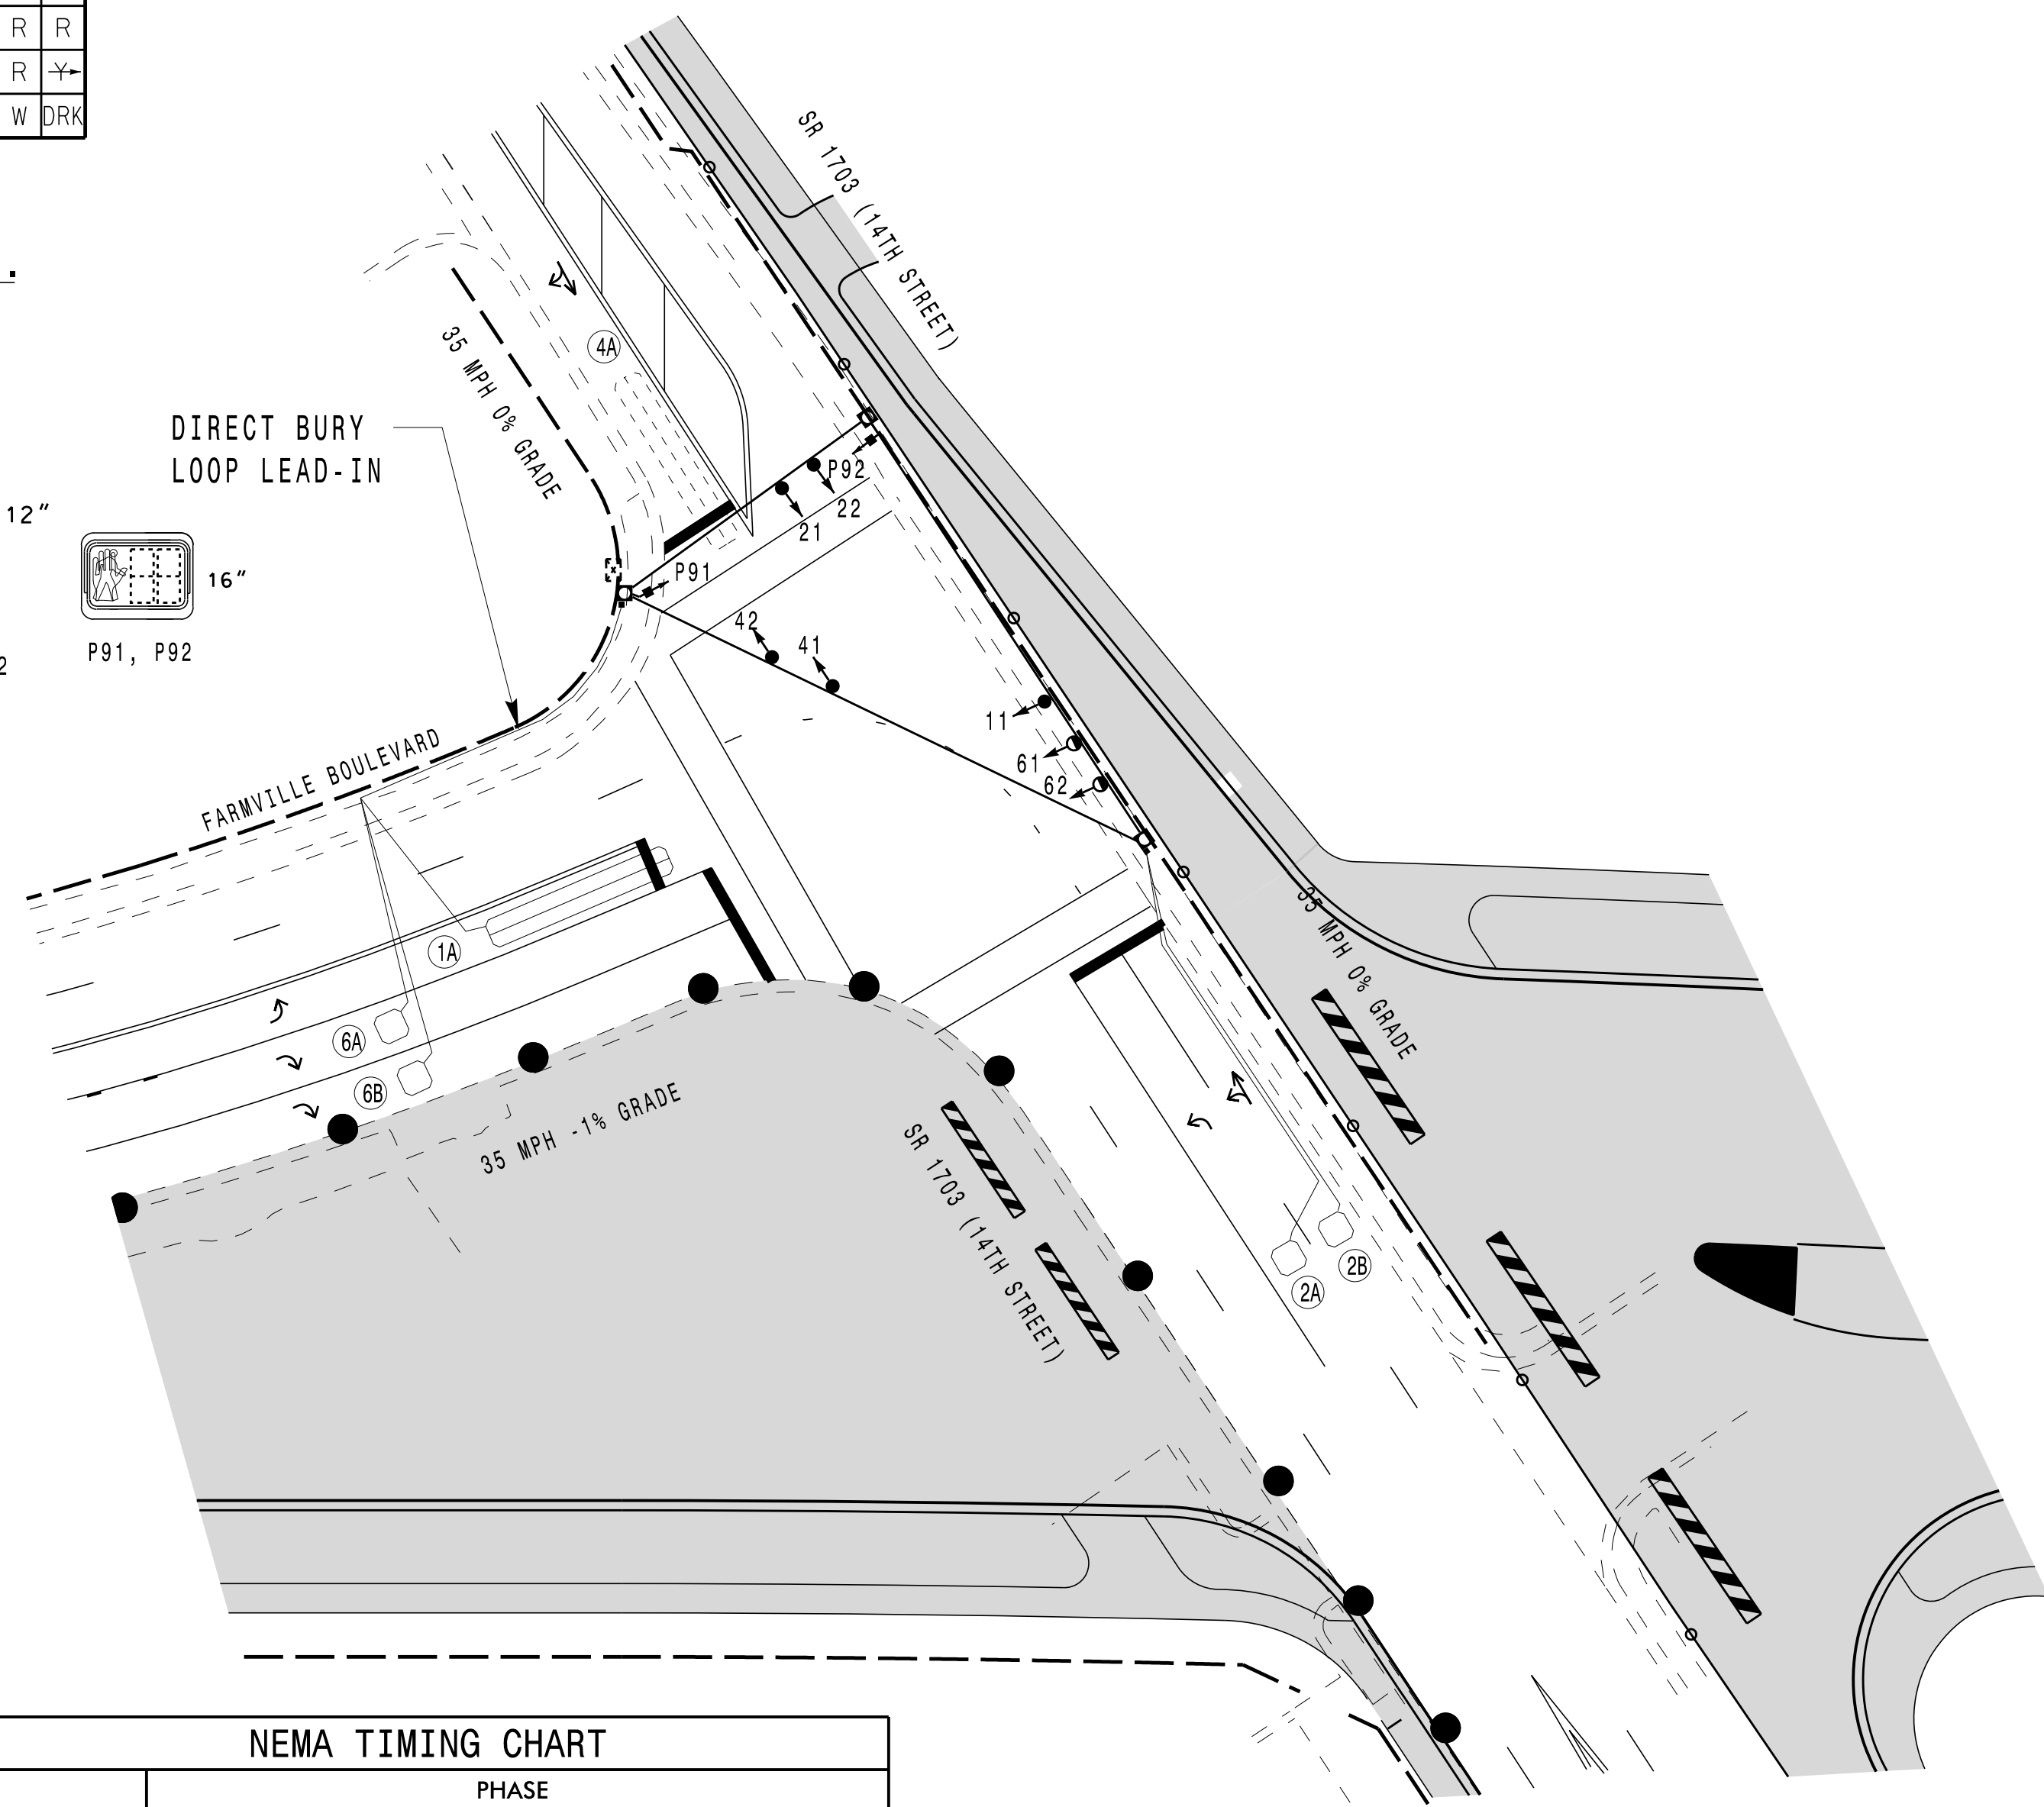 R R
R Y
W DRK
SR 1703 (14TH STREET)
35 MPH 0% GRADE
4A
DIRECT BURY
LOOP LEAD-IN
12"
16"
P91, P92
2
P92
22
21
P91
42
41
11
61
62
FARMVILLE BOULEVARD
1A
6A
6B
35 MPH -1% GRADE
35 MPH 0% GRADE
SR 1703 (14TH STREET)
2B
2A
NEMA TIMING CHART
PHASE